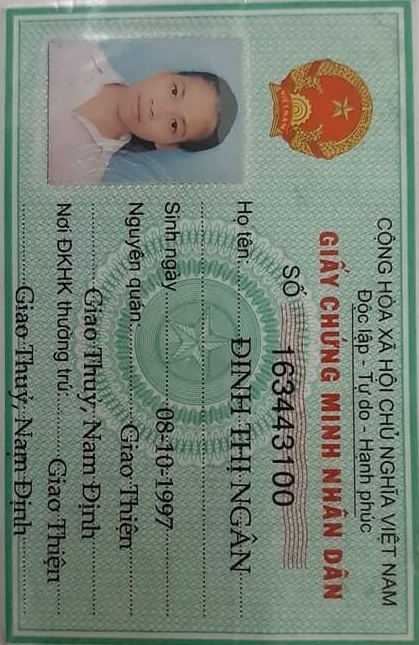 CỘNG HÒA XÃ HỘI CHỦ NGHĨA VIỆT NAM
Độc lập - Tự do - Hạnh phúc
GIẤY CHỨNG MINH NHÂN DÂN
SỐ 163443100
Họ tên: ĐINH THỊ NGÂN
Sinh ngày 08-10-1997
Nguyên quán: Giao Thiện
Giao Thuỷ, Nam Định
Nơi ĐKHK thường trú: Giao Thiện
Giao Thuỷ, Nam Định
VIỆT NAM